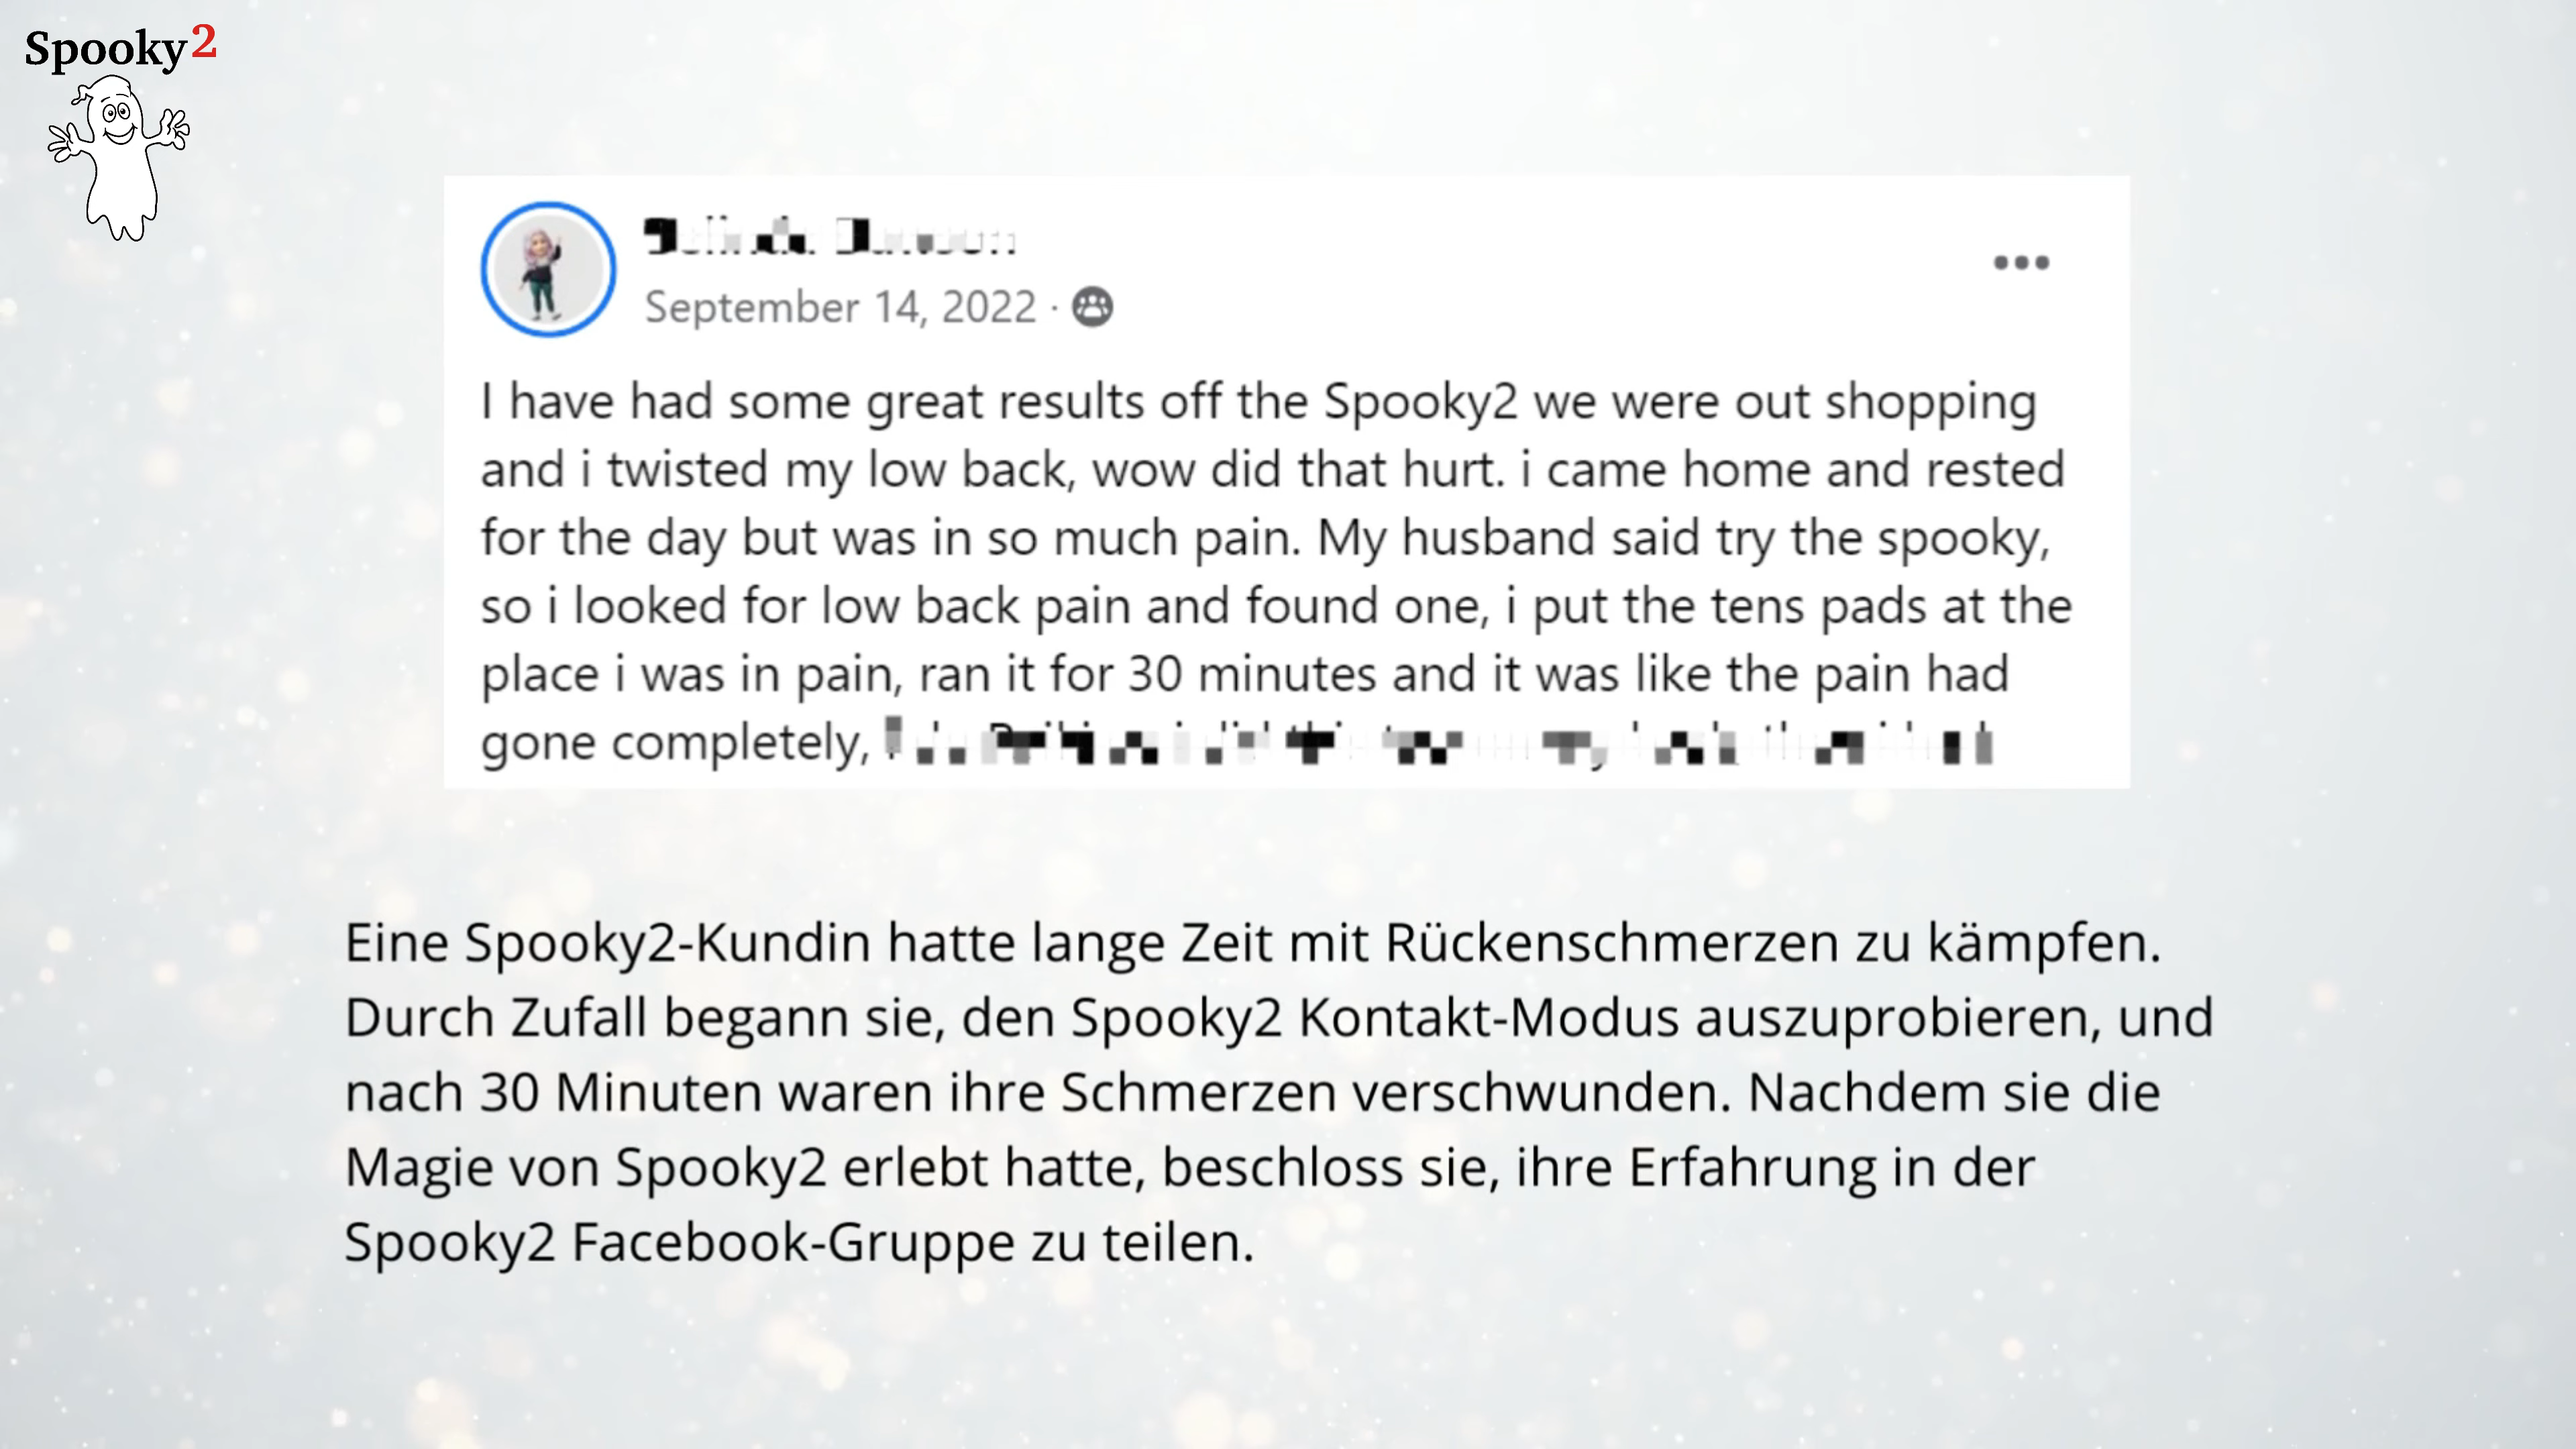 Spooky2
September 14, 2022 ·
I have had some great results off the Spooky2 we were out shopping
and i twisted my low back, wow did that hurt. i came home and rested
for the day but was in so much pain. My husband said try the spooky,
so i looked for low back pain and found one, i put the tens pads at the
place i was in pain, ran it for 30 minutes and it was like the pain had
gone completely,
Eine Spooky2-Kundin hatte lange Zeit mit Rückenschmerzen zu kämpfen.
Durch Zufall begann sie, den Spooky2 Kontakt-Modus auszuprobieren, und
nach 30 Minuten waren ihre Schmerzen verschwunden. Nachdem sie die
Magie von Spooky2 erlebt hatte, beschloss sie, ihre Erfahrung in der
Spooky2 Facebook-Gruppe zu teilen.